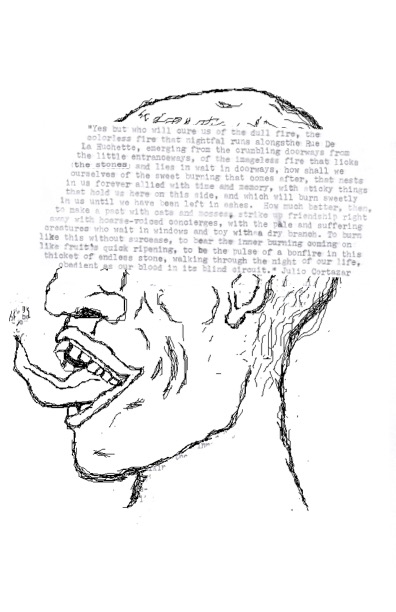 "Yes but who will cure us of the dull fire, the
colorless fire that nightfal runs alongsthe Rue De
La Huchette, emerging from the crumbling doorways from
the little entranceways, of the imageless fire that licks
the stones and lies in wait in doorways, how shall we
ourselves of the sweet burning that comes after, that nests
in us forever allied with time and memory, with sticky things
that hold us here on this side, and which will burn sweetly
in us until we have been left in ashes. How much better, then,
to make a pact with cats and mosses, strike up friendship right
away with hoarse-voiced concierges, with the pale and suffering
creatures who wait in windows and toy with a dry branch. To burn
like this without surcease, to bear the inner burning coming on
like fruit's quick ripening, to be the pulse of a bonfire in this
thicket of endless stone, walking through the night of our life,
obedient as our blood in its blind circuit." Julio Cortazar